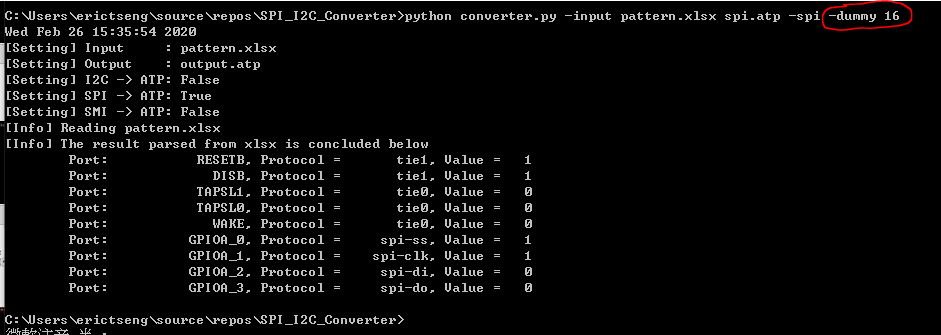 C:\Users\erictseng\source\repos\SPI_I2C_Converter>python converter.py -input pattern.xlsx spi.atp -spi -dummy 16
Wed Feb 26 15:35:54 2020
[Setting] Input : pattern.xlsx
[Setting] Output : output.atp
[Setting] I2C -> ATP: False
[Setting] SPI -> ATP: True
[Setting] SMI -> ATP: False
[Info] Reading pattern.xlsx
[Info] The result parsed from xlsx is concluded below
Port: RESETB, Protocol = tie1, Value = 1
Port: DISB, Protocol = tie1, Value = 1
Port: TAPSL1, Protocol = tie0, Value = 0
Port: TAPSL0, Protocol = tie0, Value = 0
Port: WAKE, Protocol = tie0, Value = 0
Port: GPIOA_0, Protocol = spi-ss, Value = 1
Port: GPIOA_1, Protocol = spi-clk, Value = 1
Port: GPIOA_2, Protocol = spi-di, Value = 0
Port: GPIOA_3, Protocol = spi-do, Value = 0
C:\Users\erictseng\source\repos\SPI_I2C_Converter>
微軟注音 半 :